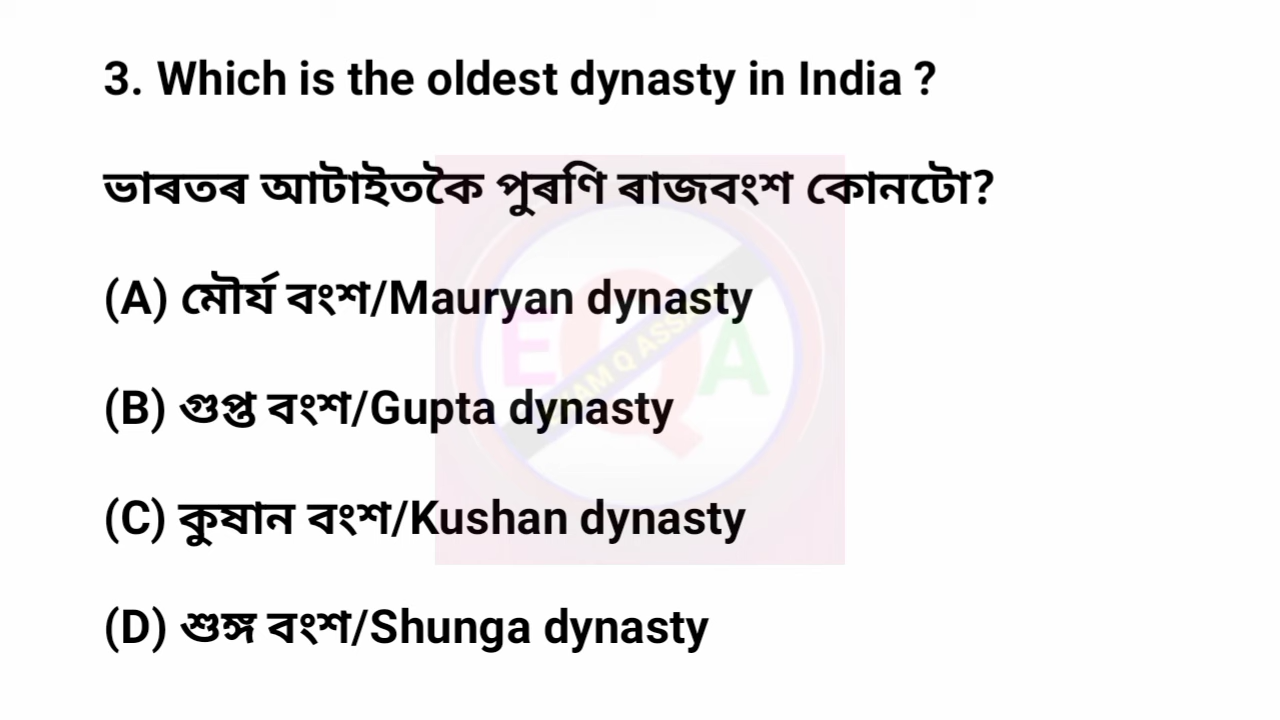 3. Which is the oldest dynasty in India ?
ভাৰতৰ আটাইতকৈ পুৰণি ৰাজবংশ কোনটো?
(A) মৌৰ্য বংশ/Mauryan dynasty
(B) গুপ্ত বংশ/Gupta dynasty
(C) কুষান বংশ/Kushan dynasty
(D) শুঙ্গ বংশ/Shunga dynasty
E Q A